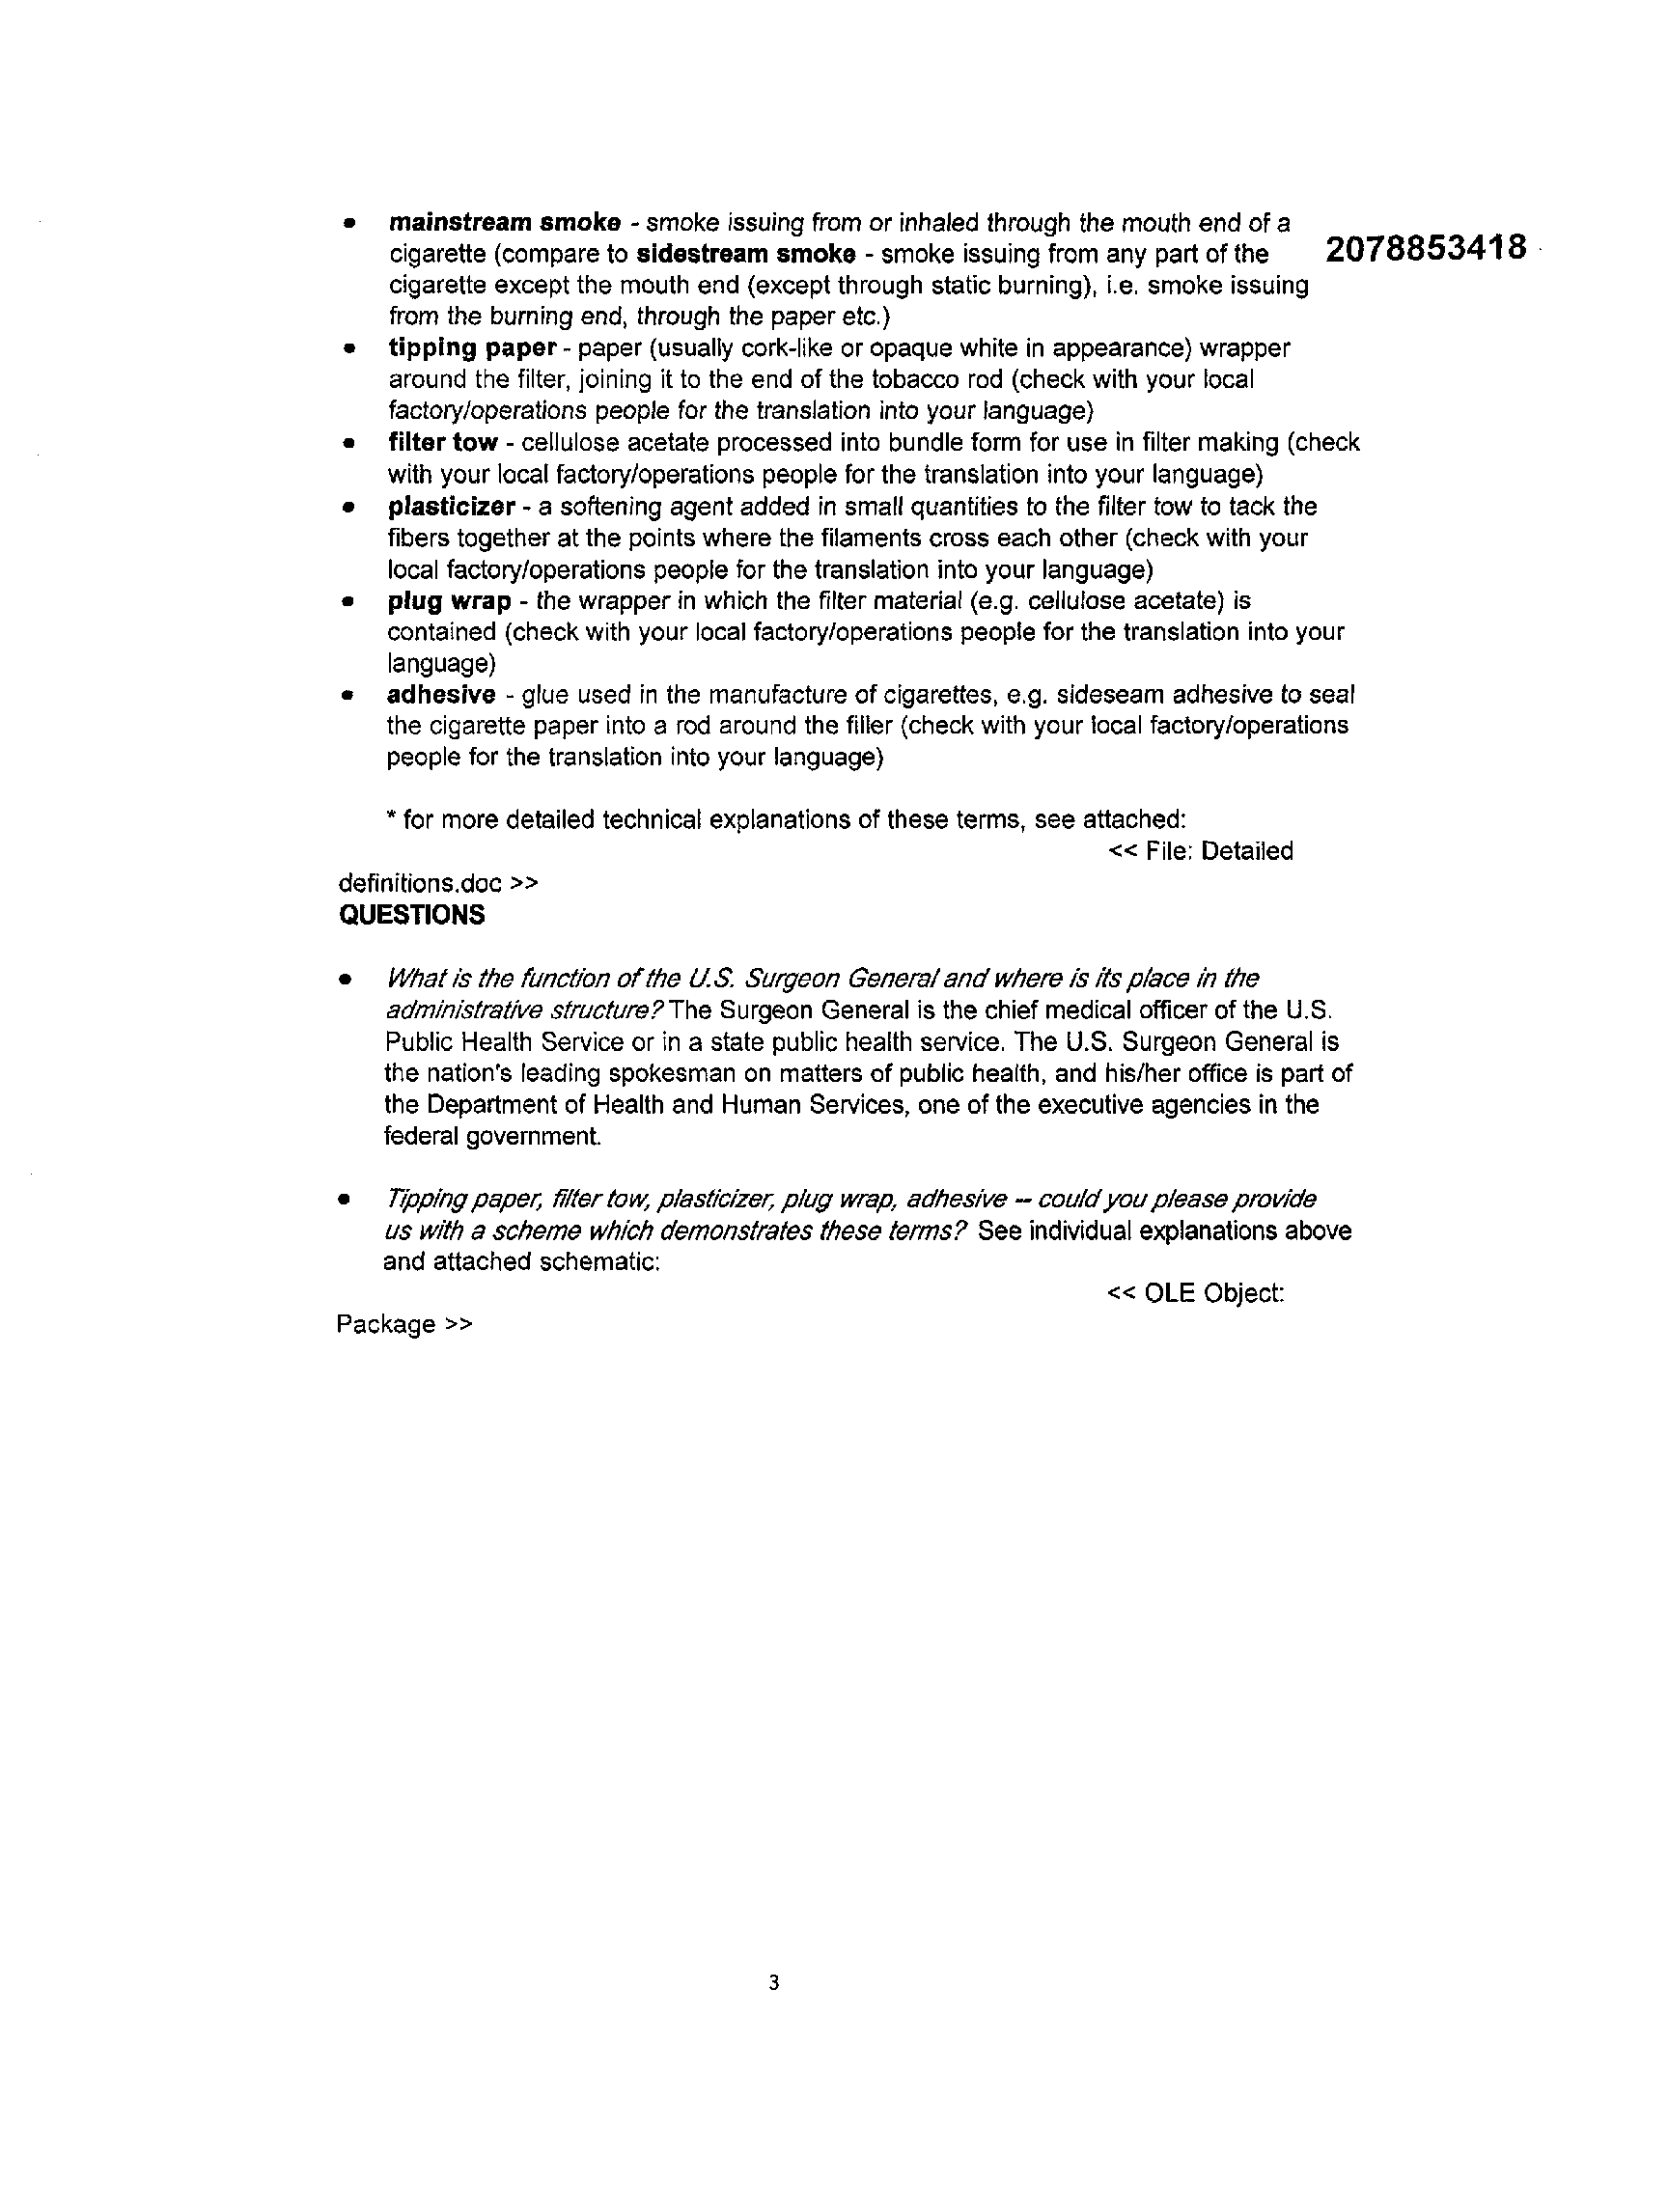 • mainstream smoke - smoke issuing from or inhaled through the mouth end of a
cigarette (compare to sidestream smoke - smoke issuing from any part of the
2078853418
cigarette except the mouth end (except through static burning), i.e. smoke issuing
from the burning end, through the paper etc.)
• tipping paper - paper (usually cork-like or opaque white in appearance) wrapper
around the filter, joining it to the end of the tobacco rod (check with your local
factory/operations people for the translation into your language)
• filter tow - cellulose acetate processed into bundle form for use in filter making (check
with your local factory/operations people for the translation into your language)
• plasticizer - a softening agent added in small quantities to the filter tow to tack the
fibers together at the points where the filaments cross each other (check with your
local factory/operations people for the translation into your language)
• plug wrap - the wrapper in which the filter material (e.g. cellulose acetate) is
contained (check with your local factory/operations people for the translation into your
language)
• adhesive - glue used in the manufacture of cigarettes, e.g. sideseam adhesive to seal
the cigarette paper into a rod around the filler (check with your local factory/operations
people for the translation into your language)
* for more detailed technical explanations of these terms, see attached:
<< File: Detailed
definitions.doc >>
QUESTIONS
• What is the function of the U.S. Surgeon General and where is its place in the
administrative structure? The Surgeon General is the chief medical officer of the U.S.
Public Health Service or in a state public health service. The U.S. Surgeon General is
the nation's leading spokesman on matters of public health, and his/her office is part of
the Department of Health and Human Services, one of the executive agencies in the
federal government.
• Tipping paper, filter tow, plasticizer, plug wrap, adhesive -- could you please provide
us with a scheme which demonstrates these terms? See individual explanations above
and attached schematic:
<< OLE Object:
Package >>
3